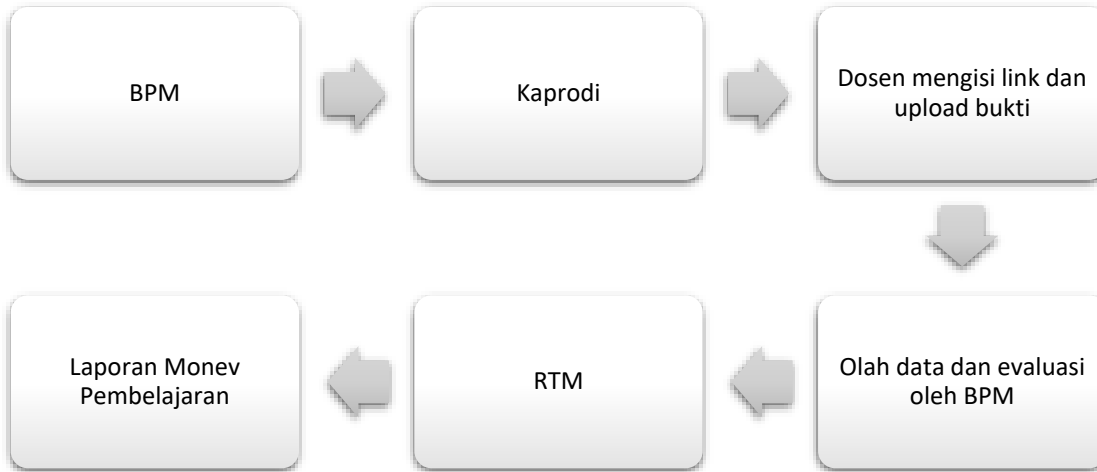 BPM
Kaprodi
Dosen mengisi link dan
upload bukti
Olah data dan evaluasi
oleh BPM
RTM
Laporan Monev
Pembelajaran